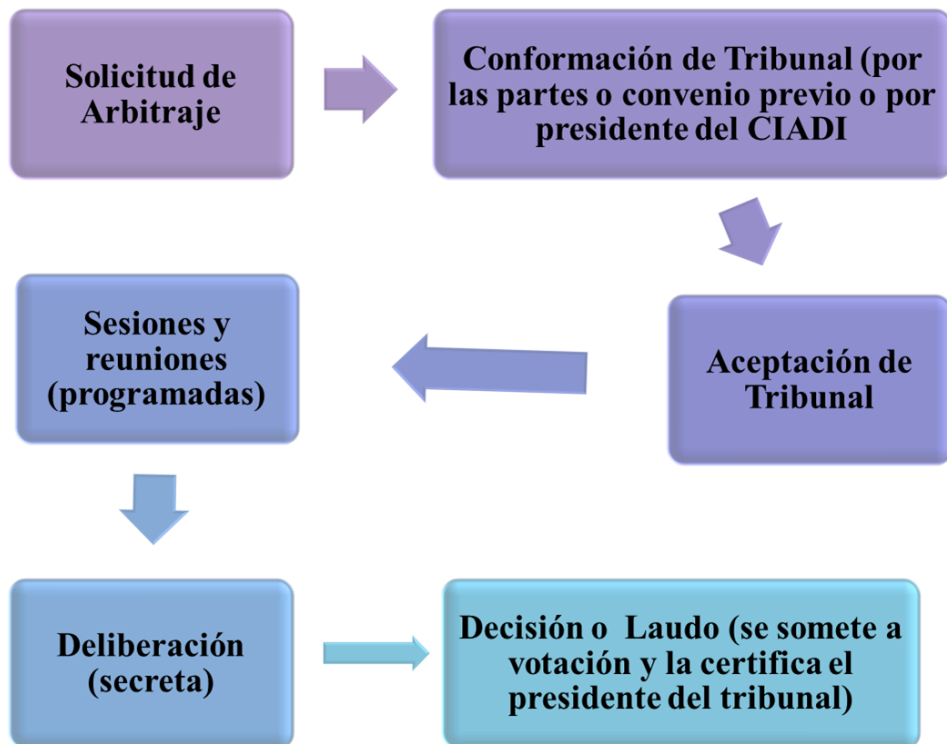 Solicitud de
Arbitraje
Conformación de Tribunal (por
las partes o convenio previo o por
presidente del CIADI
Aceptación de
Tribunal
Sesiones y
reuniones
(programadas)
Deliberación
(secreta)
Decisión o  Laudo (se somete a
votación y la certifica el
presidente del tribunal)